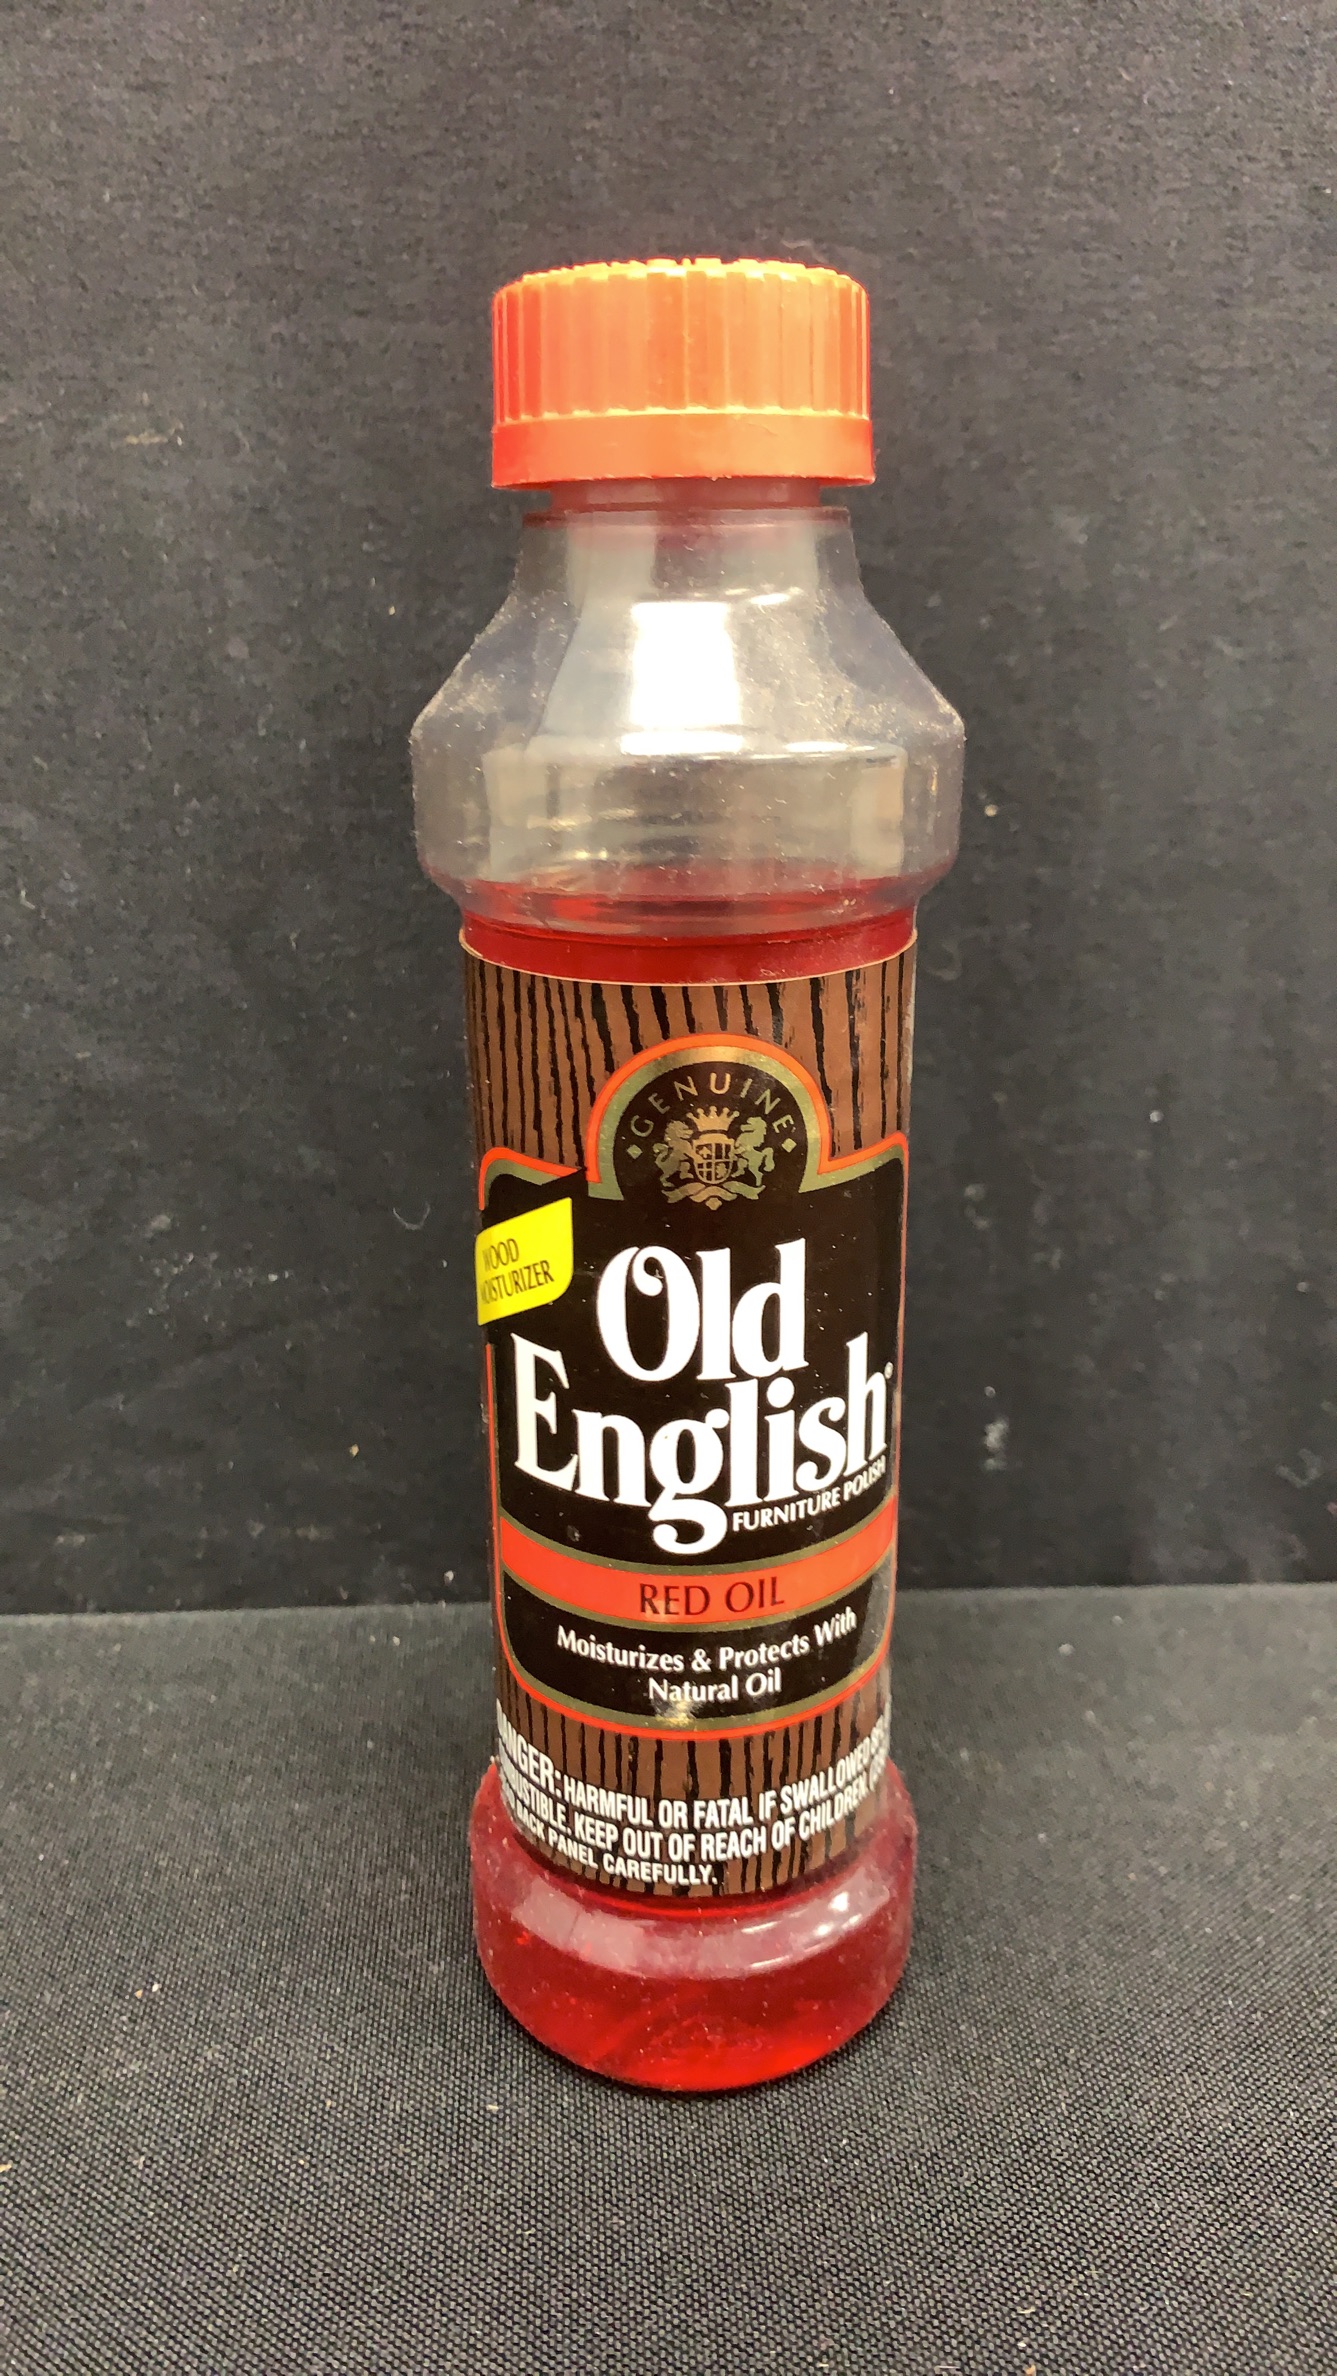 GENUINE
WOOD
MOISTURIZER
Old
English
FURNITURE POLISH
RED OIL
Moisturizes & Protects With
Natural Oil
DANGER: HARMFUL OR FATAL IF SWALLOWED
KEEP OUT OF REACH OF CHILDREN.
BACK PANEL CAREFULLY.